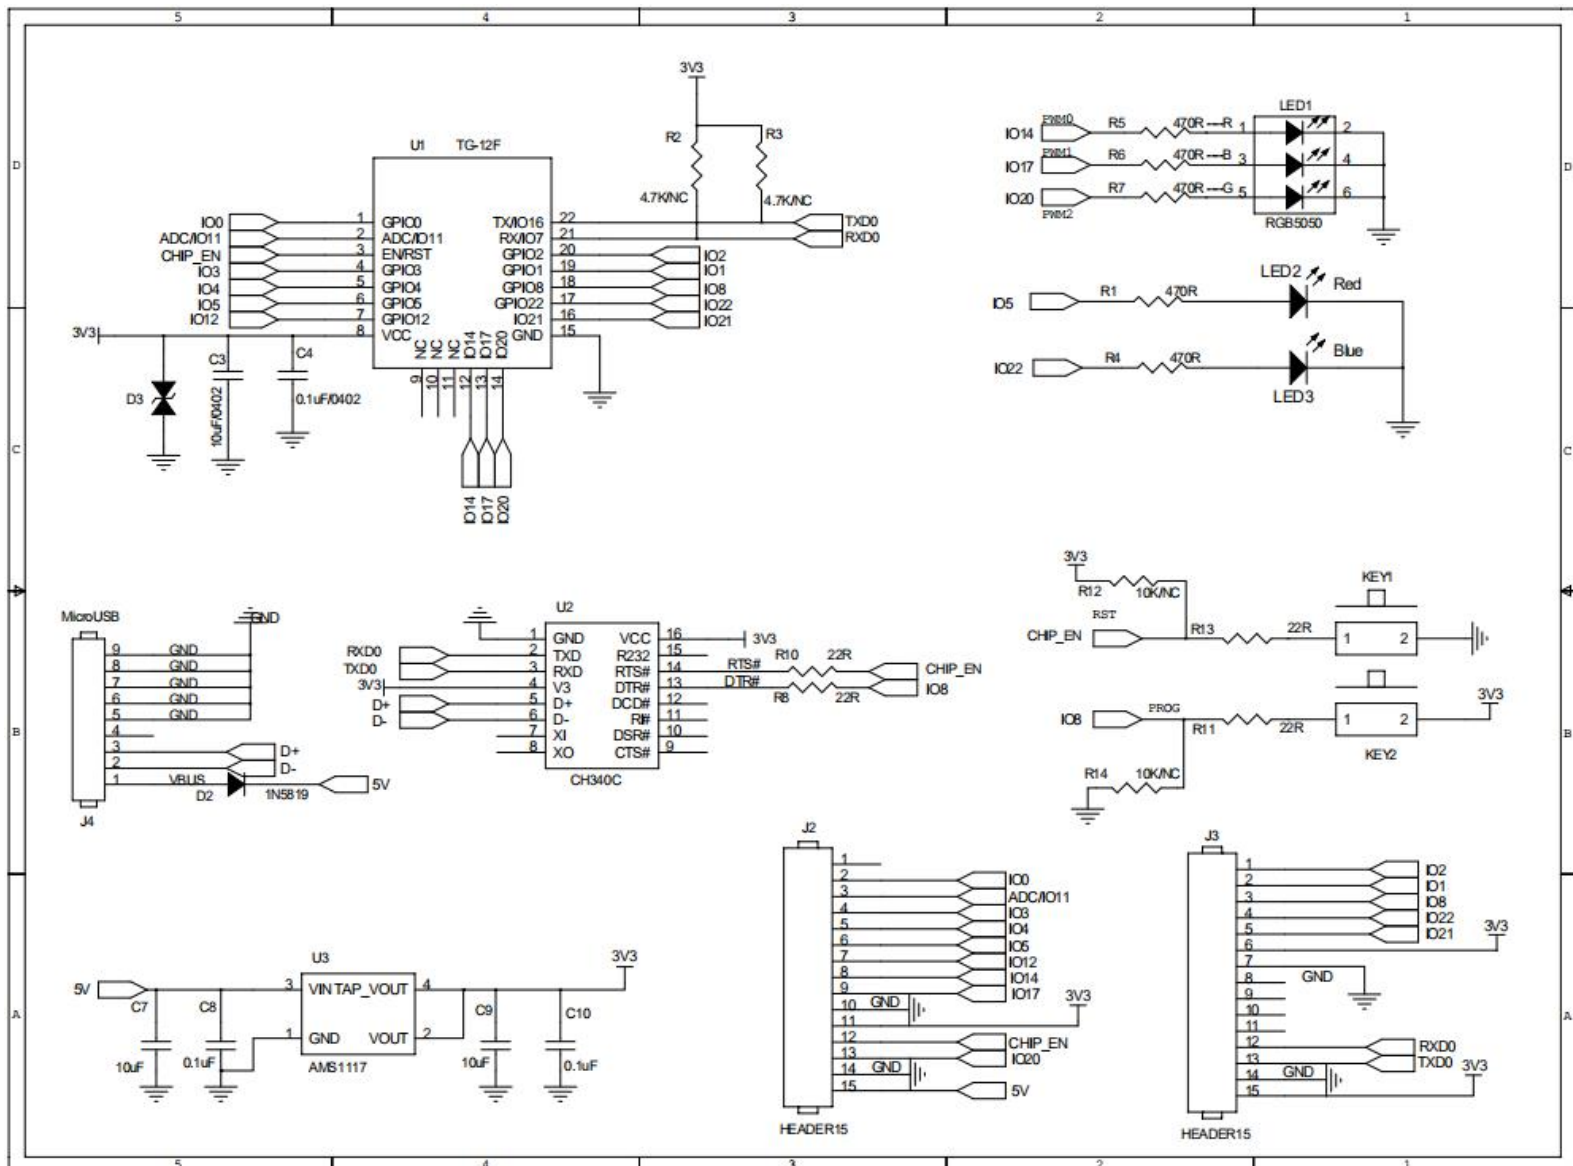 5 4 3 2 1
D
C
B
A
U1 TG-12F
IO0 1 GPIO0
ADC/IO11 2 ADC/IO11
CHIP_EN 3 EN/RST
IO3 4 GPIO3
IO4 5 GPIO4
IO5 6 GPIO5
IO12 7 GPIO12
3V3 8 VCC
TX/IO16 22 TXD0
RX/IO7 21 RXD0
GPIO2 20 IO2
GPIO1 19 IO1
GPIO8 18 IO8
GPIO22 17 IO22
IO21 16 IO21
GND 15
NC NC NC IO14 IO17 IO20
9 10 11 12 13 14
IO14 IO17 IO20
3V3
R2 R3
4.7K/NC 4.7K/NC
D3
C3
10uF/0402
C4
0.1uF/0402
LED1
IO14 PWM0 R5 470R ---R 1 2
IO17 PWM1 R6 470R ---B 3 4
IO20 PWM2 R7 470R ---G 5 6
RGB5050
LED2
IO5 R1 470R Red
IO22 R4 470R Blue
LED3
MicroUSB
GND
9 GND
8 GND
7 GND
6 GND
5 GND
4
3 D+
2 D-
1 VBUS D2 1N5819 5V
J4
U2
1 GND VCC 16 3V3
RXD0 2 TXD R232 15
TXD0 3 RXD RTS# 14 RTS# R10 22R CHIP_EN
3V3 4 V3 DTR# 13 DTR# R8 22R IO8
D+ 5 D+ DCD# 12
D- 6 D- RI# 11
7 XI DSR# 10
8 XO CTS# 9
CH340C
3V3
R12 10K/NC
KEY1
RST
CHIP_EN R13 22R 1 2
3V3
IO8 PROG R11 22R 1 2
KEY2
R14 10K/NC
U3
3V3
5V 3 VIN TAP_VOUT 4
C7 C8 C9 C10
1 GND VOUT 2
10uF 0.1uF AMS1117 10uF 0.1uF
J2
1
2 IO0
3 ADC/IO11
4 IO3
5 IO4
6 IO5
7 IO12
8 IO14
9 IO17
10 GND
11 3V3
12 CHIP_EN
13 IO20
14 GND
15 5V
HEADER15
J3
1 IO2
2 IO1
3 IO8
4 IO22
5 IO21
6 3V3
7 GND
8
9
10
11
12 RXD0
13 TXD0
14 GND
15 3V3
HEADER15
D
C
B
A
5 4 3 2 1